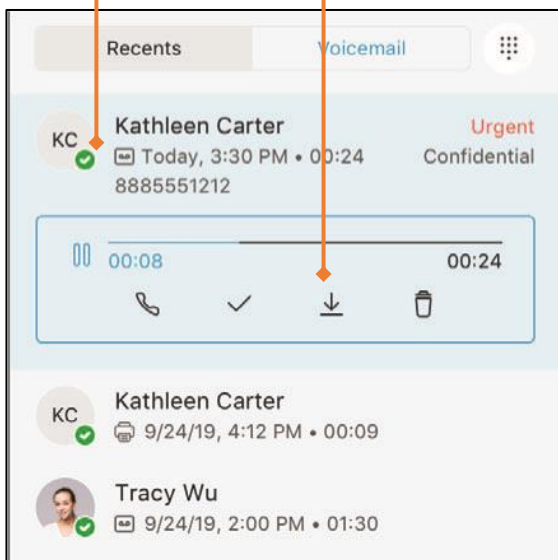 Recents
Voicemail
KC
Kathleen Carter
Urgent
Today, 3:30 PM • 00:24
Confidential
8885551212
00:08
00:24
KC
Kathleen Carter
9/24/19, 4:12 PM • 00:09
Tracy Wu
9/24/19, 2:00 PM • 01:30